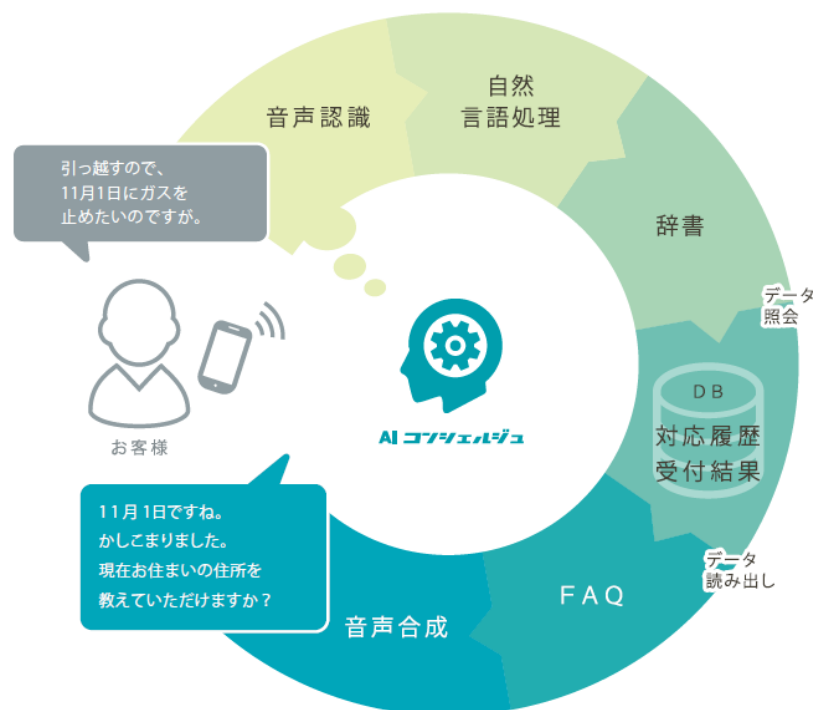 自然
言語処理
音声認識
引っ越すので、
11月1日にガスを
止めたいのですが。
辞書
データ
照会
DB
対応履歴
受付結果
AI コンシェルジュ
お客様
11月1日ですね。
かしこまりました。
現在お住まいの住所を
教えていただけますか？
データ
読み出し
FAQ
音声合成